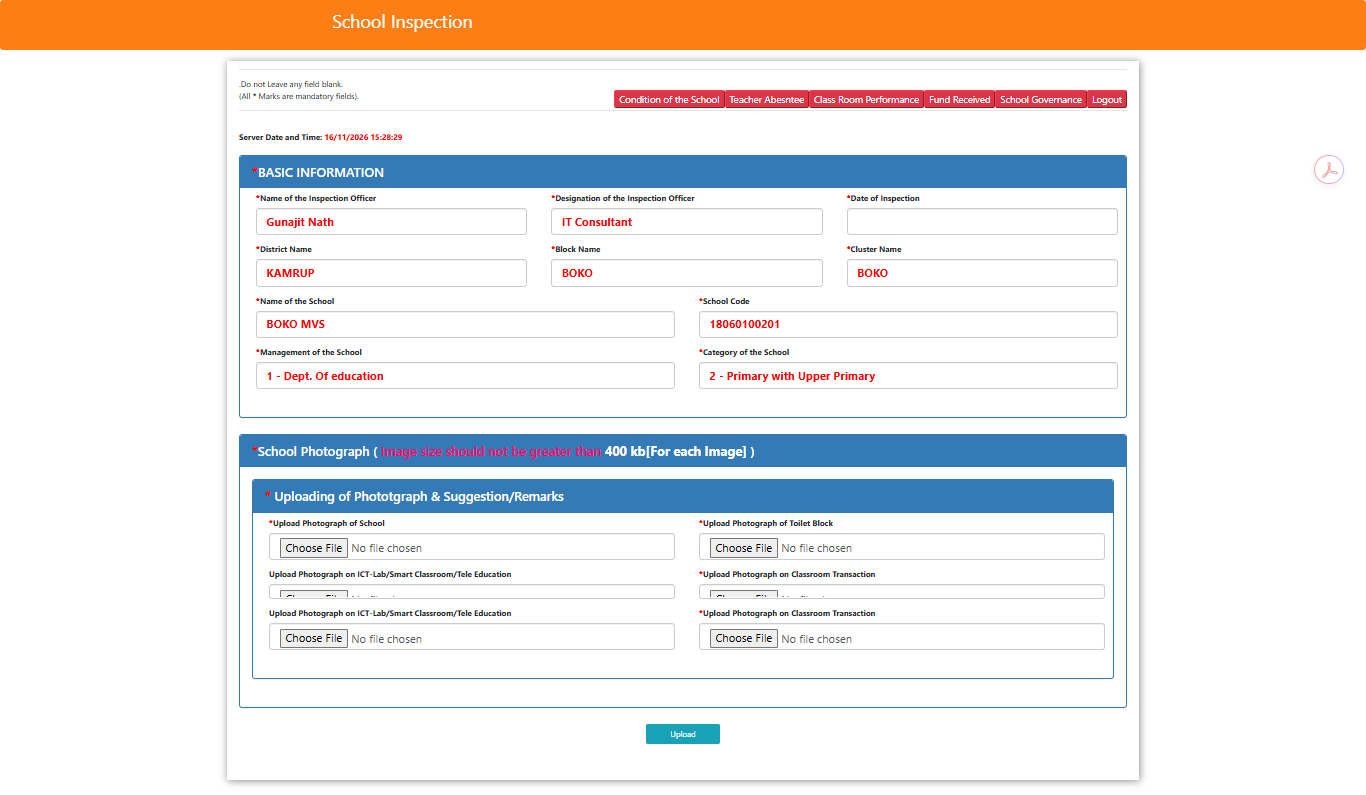 School Inspection
.Do not Leave any field blank.
(All * Marks are mandatory fields).
Condition of the School Teacher Abesntee Class Room Performance Fund Received School Governance Logout
Server Date and Time: 16/11/2026 15:28:29
*BASIC INFORMATION
*Name of the Inspection Officer *Designation of the Inspection Officer *Date of Inspection
Gunajit Nath IT Consultant
*District Name *Block Name *Cluster Name
KAMRUP BOKO BOKO
*Name of the School *School Code
BOKO MVS 18060100201
*Management of the School *Category of the School
1 - Dept. Of education 2 - Primary with Upper Primary
*School Photograph ( Image size should not be greater than 400 kb[For each Image] )
* Uploading of Phototgraph & Suggestion/Remarks
*Upload Photograph of School *Upload Photograph of Toilet Block
Choose File No file chosen Choose File No file chosen
Upload Photograph on ICT-Lab/Smart Classroom/Tele Education *Upload Photograph on Classroom Transaction
Upload Photograph on ICT-Lab/Smart Classroom/Tele Education *Upload Photograph on Classroom Transaction
Choose File No file chosen Choose File No file chosen
Upload